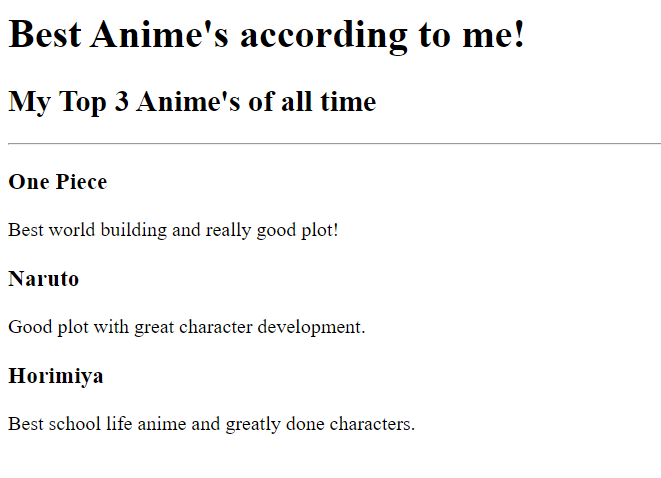 Best Anime's according to me!
My Top 3 Anime's of all time
One Piece
Best world building and really good plot!
Naruto
Good plot with great character development.
Horimiya
Best school life anime and greatly done characters.